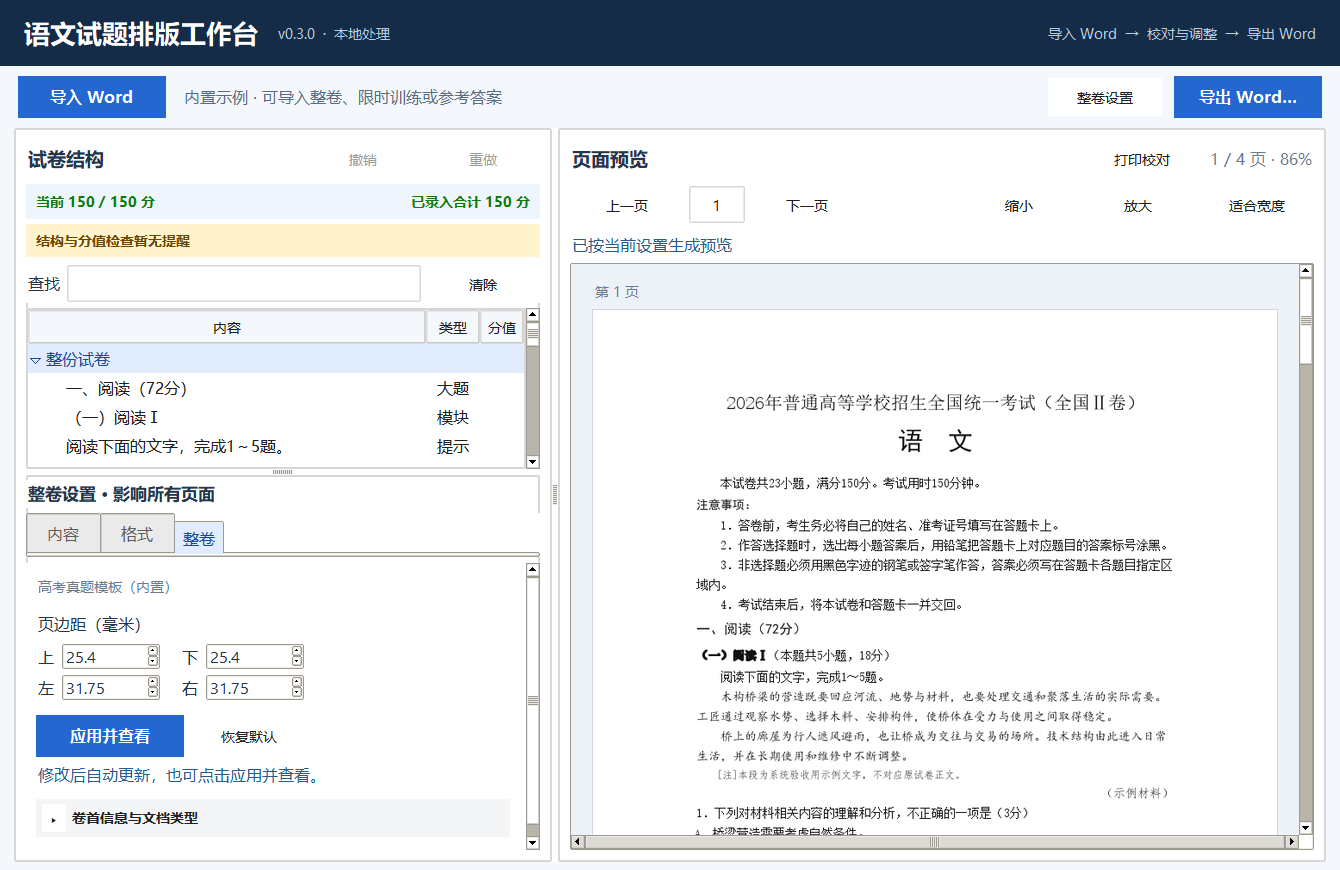 语文试题排版工作台 v0.3.0 · 本地处理 导入 Word → 校对与调整 → 导出 Word
导入 Word 内置示例 · 可导入整卷、限时训练或参考答案 整卷设置 导出 Word...
试卷结构 撤销 重做
当前 150 / 150 分 已录入合计 150 分
结构与分值检查暂无提醒
查找 清除
内容 类型 分值
整份试卷
一、阅读（72分） 大题
（一）阅读Ⅰ 模块
阅读下面的文字，完成1～5题。 提示
整卷设置・影响所有页面
内容 格式 整卷
高考真题模板（内置）
页边距（毫米）
上 25.4 下 25.4
左 31.75 右 31.75
应用并查看 恢复默认
修改后自动更新，也可点击应用并查看。
卷首信息与文档类型
页面预览 打印校对 1 / 4 页 · 86%
上一页 1 下一页 缩小 放大 适合宽度
已按当前设置生成预览
第 1 页
2026年普通高等学校招生全国统一考试（全国Ⅱ卷）
语 文
本试卷共23小题，满分150分。考试用时150分钟。
注意事项：
1．答卷前，考生务必将自己的姓名、准考证号填写在答题卡上。
2．作答选择题时，选出每小题答案后，用铅笔把答题卡上对应题目的答案标号涂黑。
3．非选择题必须用黑色字迹的钢笔或签字笔作答，答案必须写在答题卡各题目指定区
域内。
4．考试结束后，将本试卷和答题卡一并交回。
一、阅读（72分）
（一）阅读Ⅰ（本题共5小题，18分）
阅读下面的文字，完成1～5题。
木构桥梁的营造既要回应河流、地势与材料，也要处理交通和聚落生活的实际需要。
工匠通过观察水势、选择木料、安排构件，使桥体在受力与使用之间取得稳定。
桥上的廊屋为行人遮风避雨，也让桥成为交往与交易的场所。技术结构由此进入日常
生活，并在长期使用和维修中不断调整。
[注]本段为系统验收用示例文字，不对应原试卷正文。
（示例材料）
1．下列对材料相关内容的理解和分析，不正确的一项是（3分）
A．桥梁营造需要考虑自然条件。